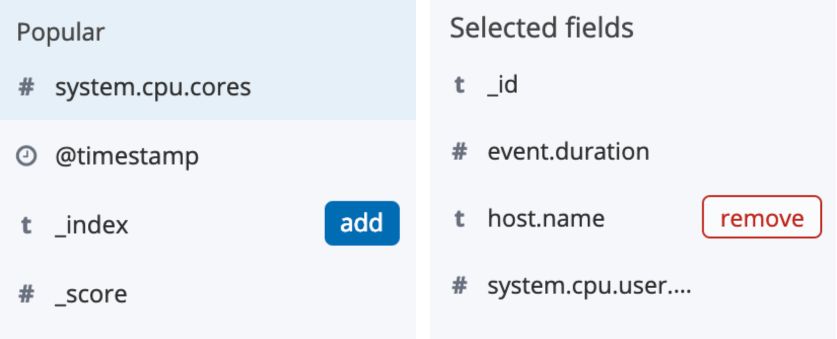 Popular
# system.cpu.cores
@timestamp
t _index add
# _score
Selected fields
t _id
# event.duration
t host.name remove
# system.cpu.user....